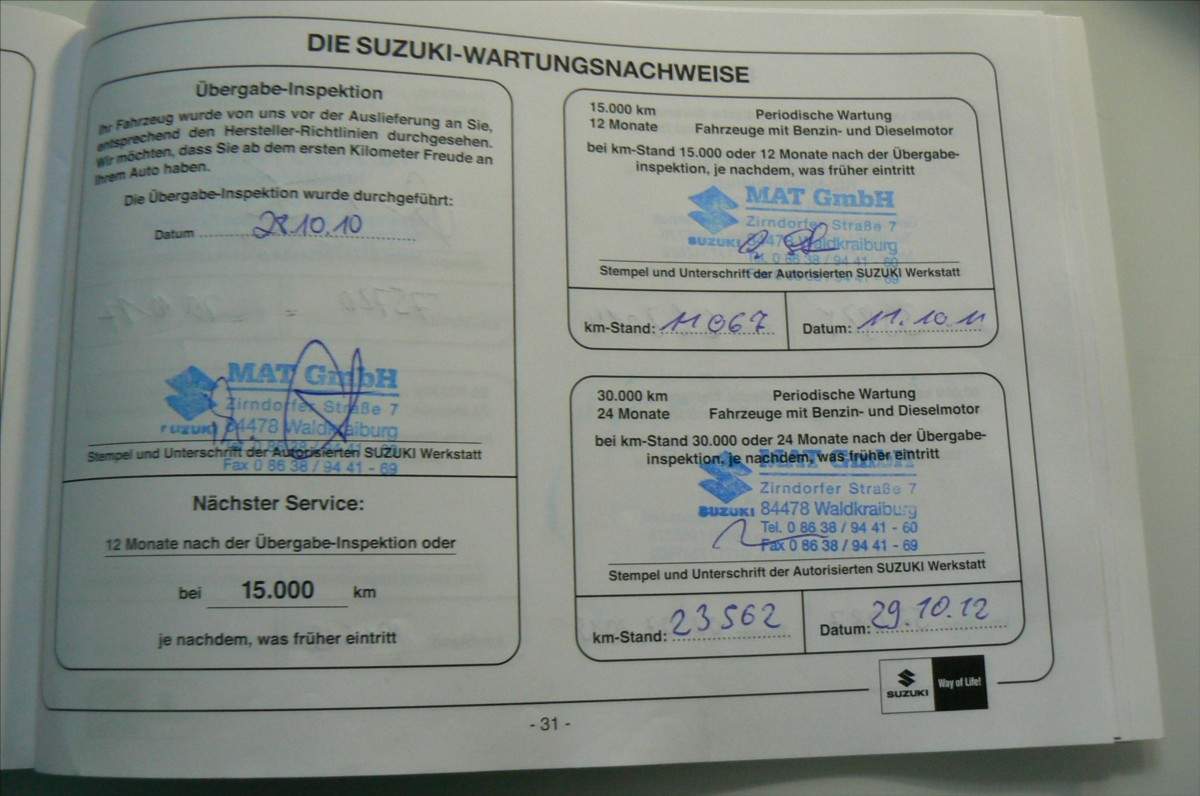 DIE SUZUKI-WARTUNGSNACHWEISE
Übergabe-Inspektion
Ihr Fahrzeug wurde von uns vor der Auslieferung an Sie,
entsprechend den Hersteller-Richtlinien durchgesehen.
Wir möchten, dass Sie ab dem ersten Kilometer Freude an
Ihrem Auto haben.
Die Übergabe-Inspektion wurde durchgeführt:
Datum 28.10.10
MAT GmbH
Zirndorfer Straße 7
SUZUKI 84478 Waldkraiburg
Stempel und Unterschrift der Autorisierten SUZUKI Werkstatt
Fax 0 86 38 / 94 41 - 69
Nächster Service:
12 Monate nach der Übergabe-Inspektion oder
bei 15.000 km
je nachdem, was früher eintritt
15.000 km Periodische Wartung
12 Monate Fahrzeuge mit Benzin- und Dieselmotor
bei km-Stand 15.000 oder 12 Monate nach der Übergabe-
inspektion, je nachdem, was früher eintritt
MAT GmbH
Zirndorfer Straße 7
SUZUKI 84478 Waldkraiburg
Tel. 0 86 38 / 94 41 - 60
Stempel und Unterschrift der Autorisierten SUZUKI Werkstatt
km-Stand: 11067 Datum: 11.10.11
30.000 km Periodische Wartung
24 Monate Fahrzeuge mit Benzin- und Dieselmotor
bei km-Stand 30.000 oder 24 Monate nach der Übergabe-
inspektion, je nachdem, was früher eintritt
MAT GmbH
Zirndorfer Straße 7
SUZUKI 84478 Waldkraiburg
Tel. 0 86 38 / 94 41 - 60
Fax 0 86 38 / 94 41 - 69
Stempel und Unterschrift der Autorisierten SUZUKI Werkstatt
km-Stand: 23562 Datum: 29.10.12
SUZUKI Way of Life!
- 31 -